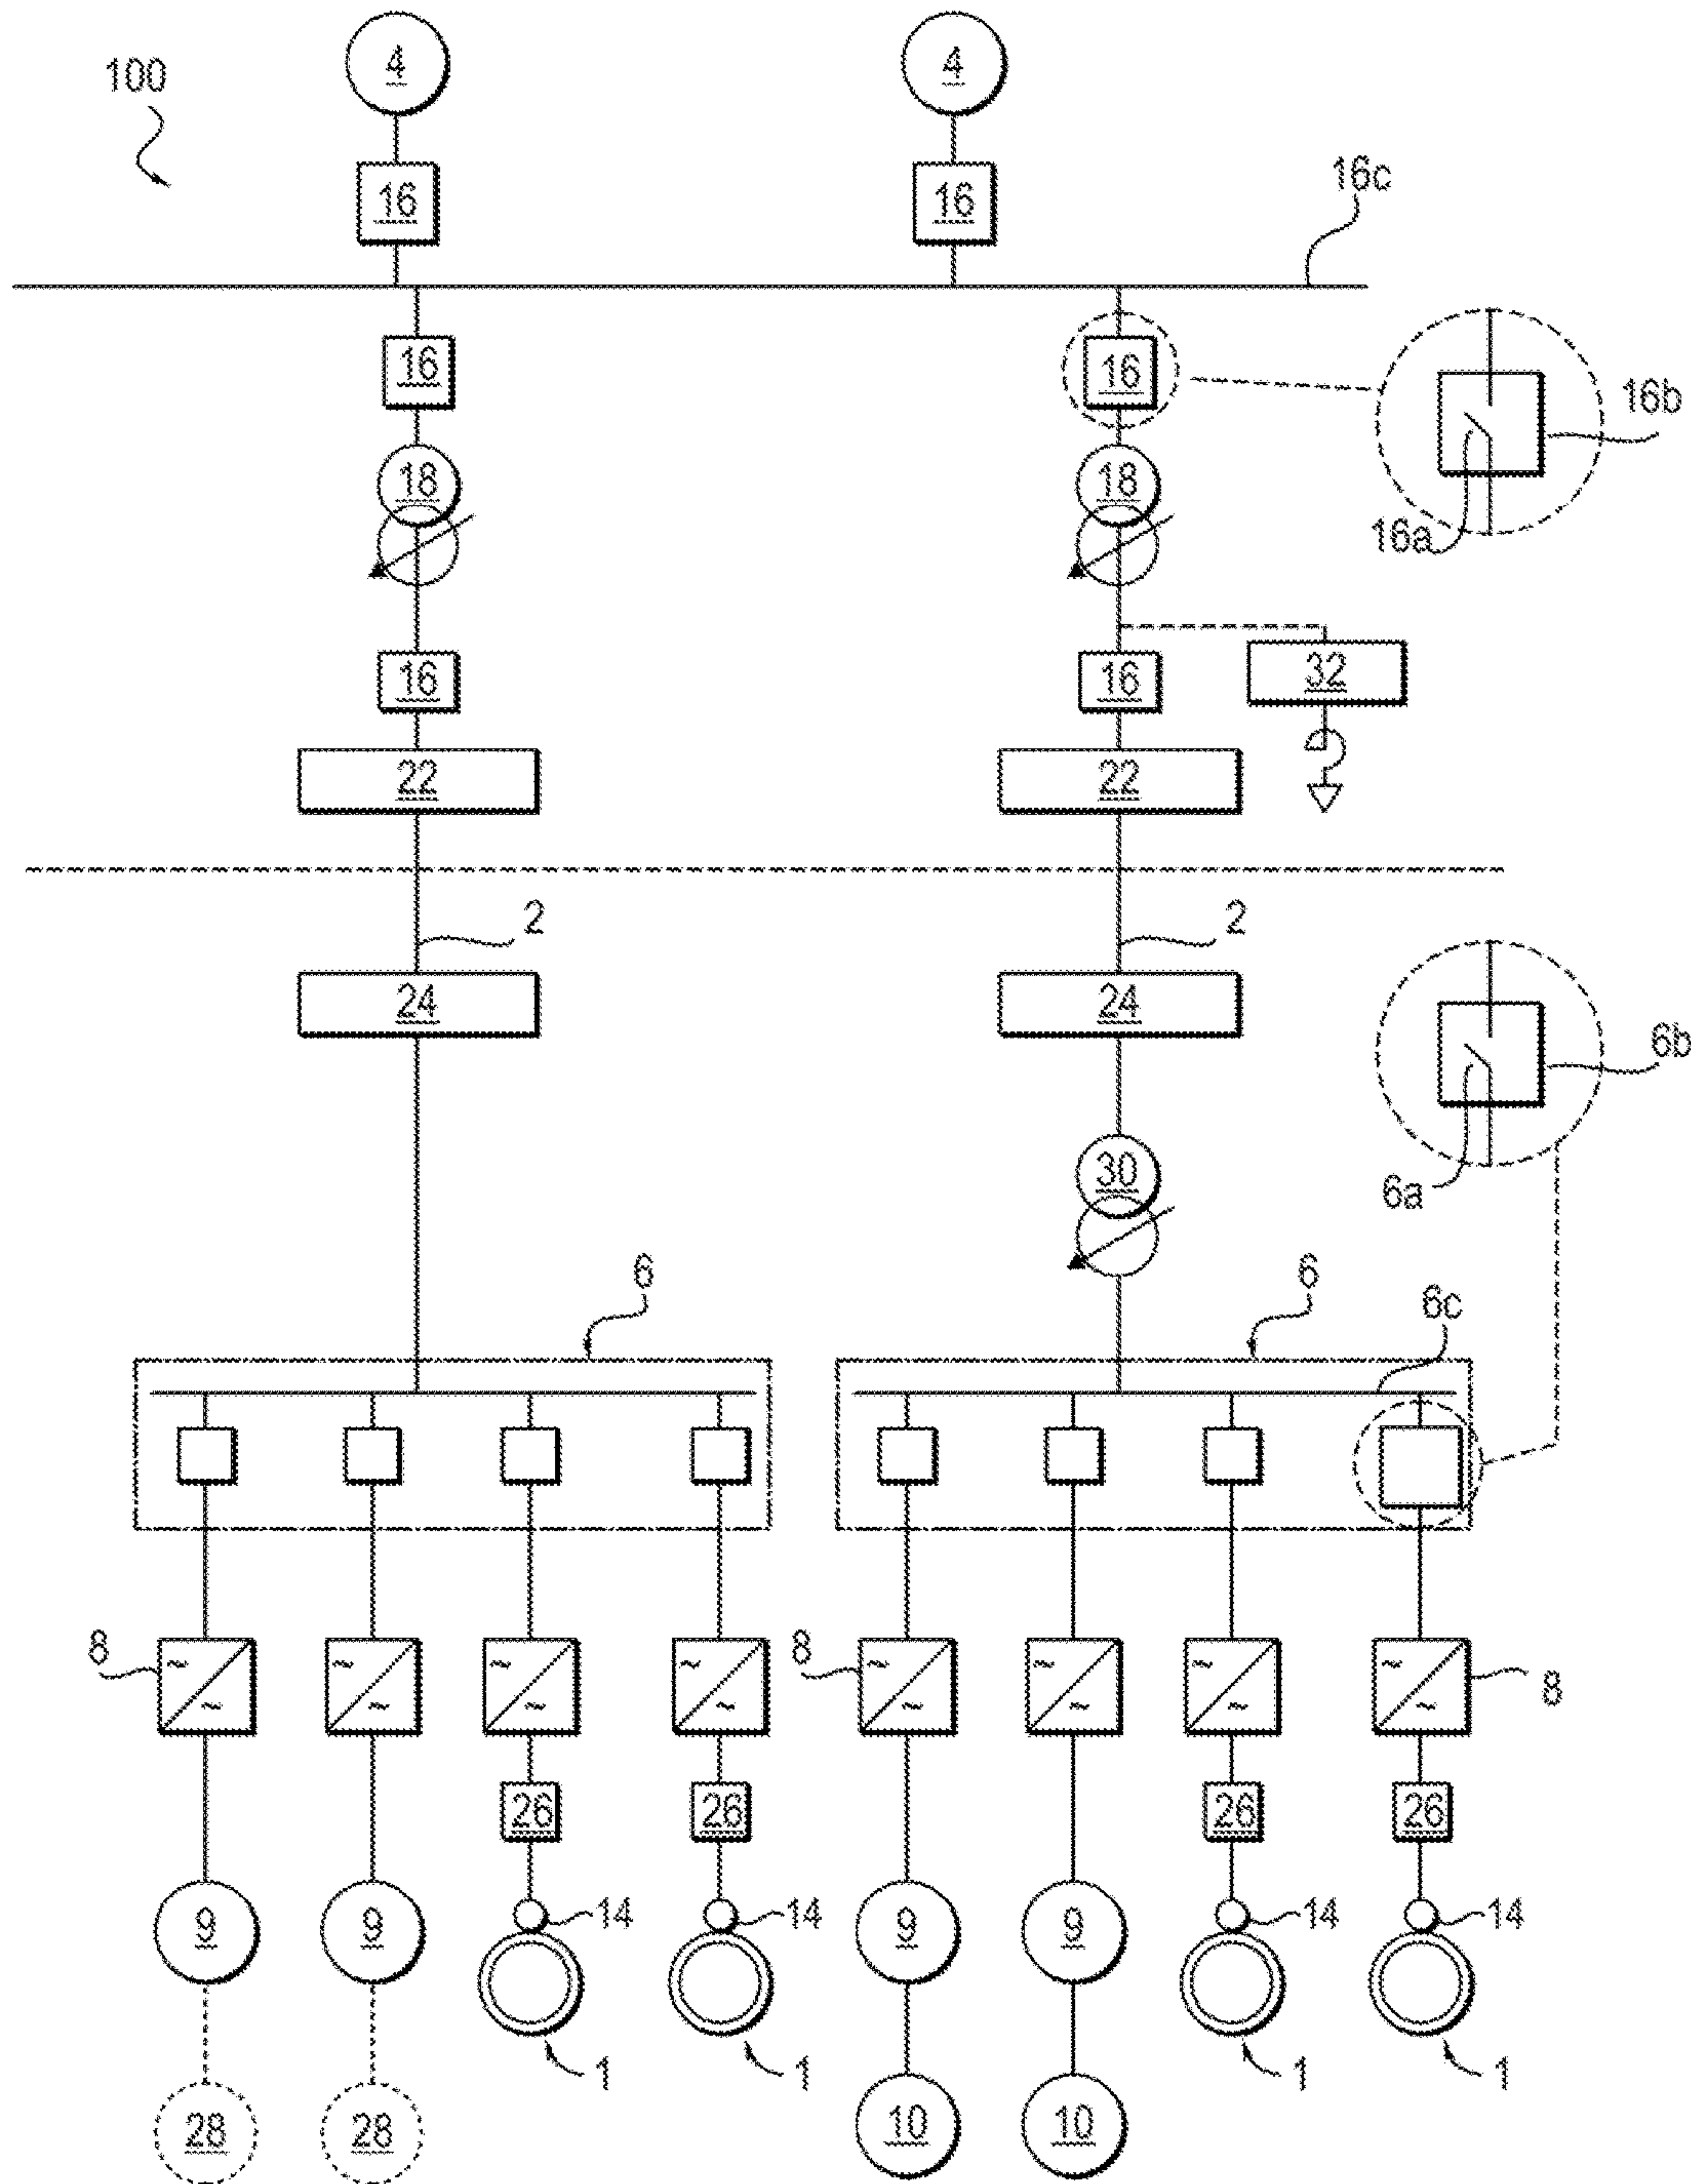 4 4
100
16 16 16c
16 16 16b
18 18
16a
16 16 32
22 22
2 2
24 24
6b
30 6a
6 6 6c
8 ~ ~ ~ ~ 8 ~ ~ ~ ~ 8
~ ~ ~ ~ ~ ~ ~ ~
26 26 26 26
9 9 14 14 9 9 14 14
1 1 1 1
28 28 10 10